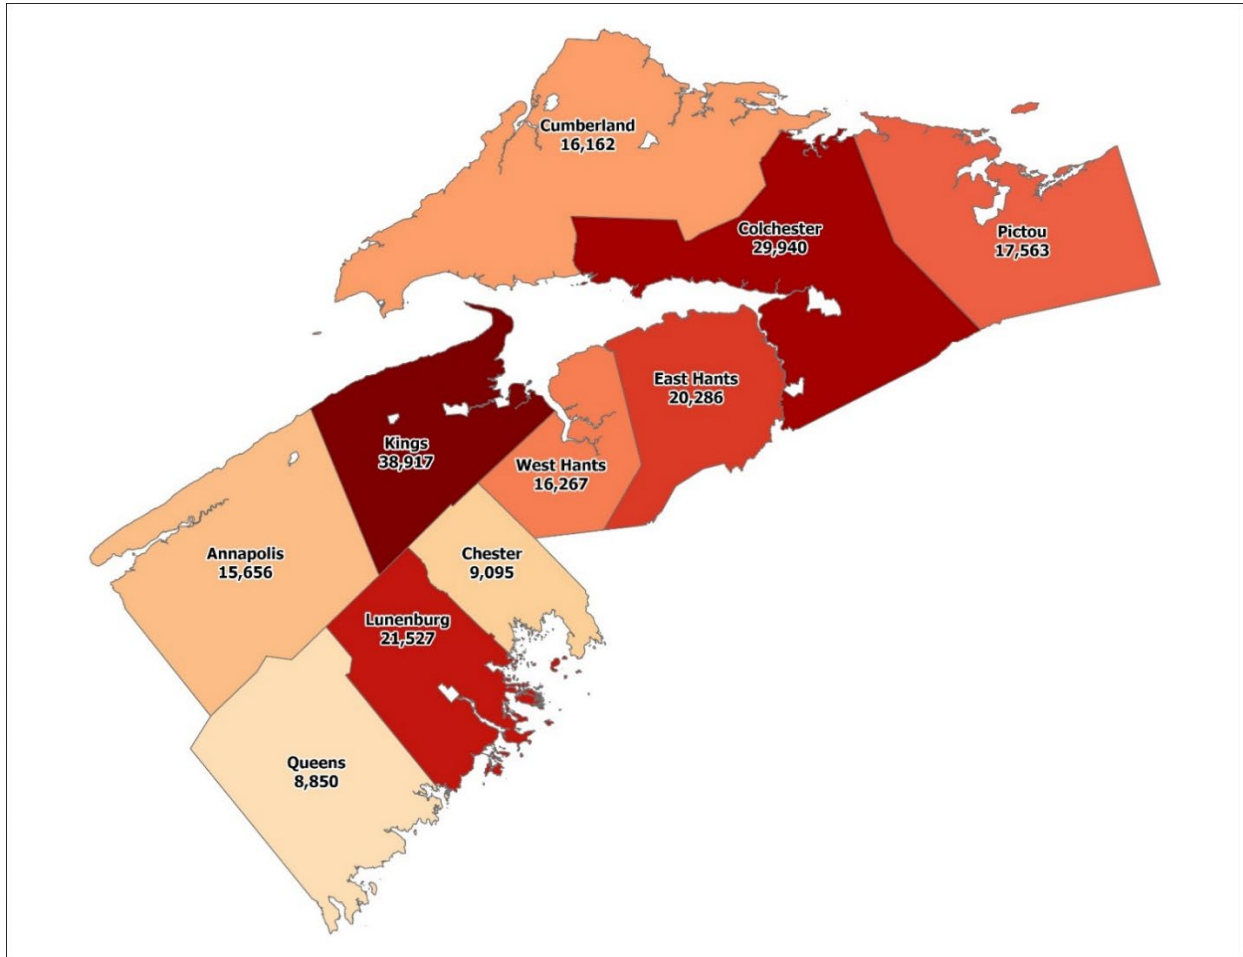 Cumberland
16,162
Colchester
29,940
Pictou
17,563
East Hants
20,286
Kings
38,917
West Hants
16,267
Annapolis
15,656
Chester
9,095
Lunenburg
21,527
Queens
8,850